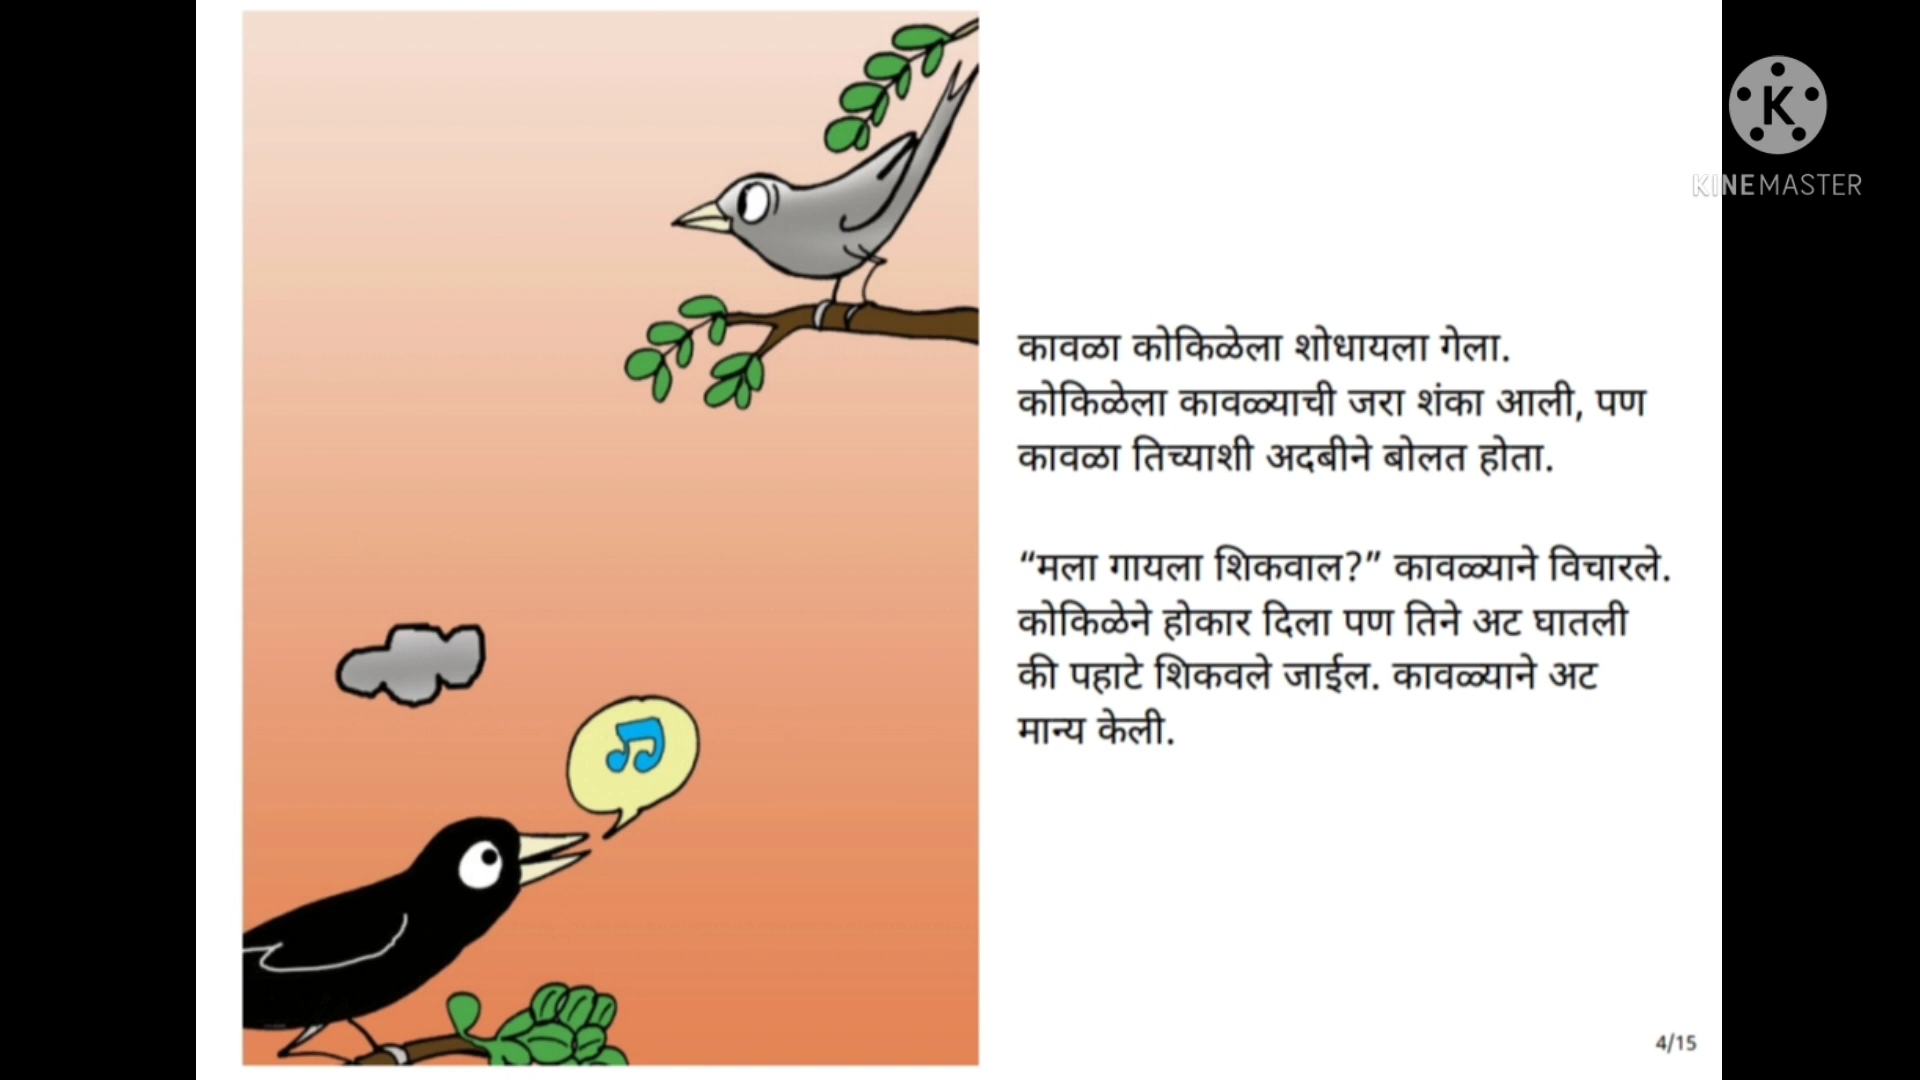 कावळा कोकिळेला शोधायला गेला.
कोकिळेला कावळ्याची जरा शंका आली, पण
कावळा तिच्याशी अदबीने बोलत होता.
“मला गायला शिकवाल?” कावळ्याने विचारले.
कोकिळेने होकार दिला पण तिने अट घातली
की पहाटे शिकवले जाईल. कावळ्याने अट
मान्य केली.
4/15
K
KINEMASTER